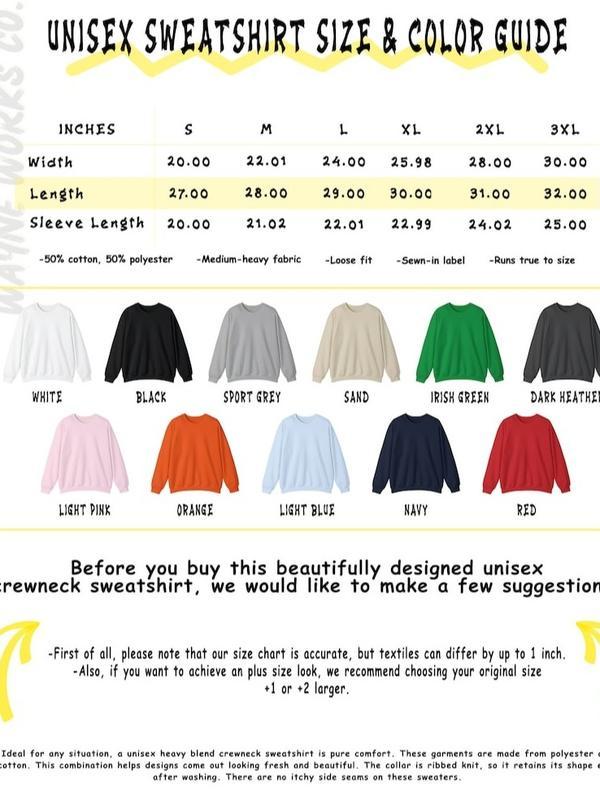 UNISEX SWEATSHIRT SIZE & COLOR GUIDE
WAYNE WORKS CO.
INCHES S M L XL 2XL 3XL
Width 20.00 22.01 24.00 25.98 28.00 30.00
Length 27.00 28.00 29.00 30.00 31.00 32.00
Sleeve Length 20.00 21.02 22.01 22.99 24.02 25.00
-50% cotton, 50% polyester -Medium-heavy fabric -Loose fit -Sewn-in label -Runs true to size
WHITE BLACK SPORT GREY SAND IRISH GREEN DARK HEATHE
LIGHT PINK ORANGE LIGHT BLUE NAVY RED
Before you buy this beautifully designed unisex
crewneck sweatshirt, we would like to make a few suggestion
-First of all, please note that our size chart is accurate, but textiles can differ by up to 1 inch.
-Also, if you want to achieve an plus size look, we recommend choosing your original size
+1 or +2 larger.
Ideal for any situation, a unisex heavy blend crewneck sweatshirt is pure comfort. These garments are made from polyester
cotton. This combination helps designs come out looking fresh and beautiful. The collar is ribbed knit, so it retains its shape
after washing. There are no itchy side seams on these sweaters.